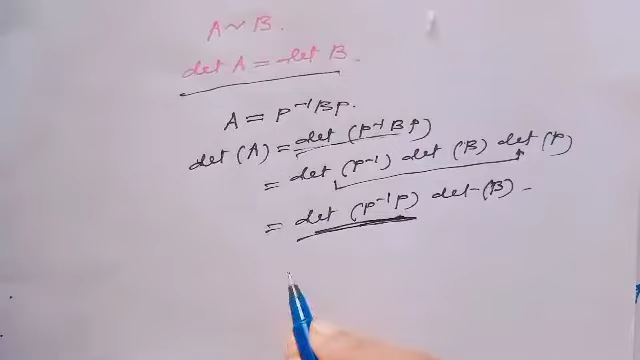 A ~ B.
det A = det B.
A = P⁻¹BP.
det (A) = det (P⁻¹BP)
= det (P⁻¹) det (B) det (P)
= det (P⁻¹P) det (B) -